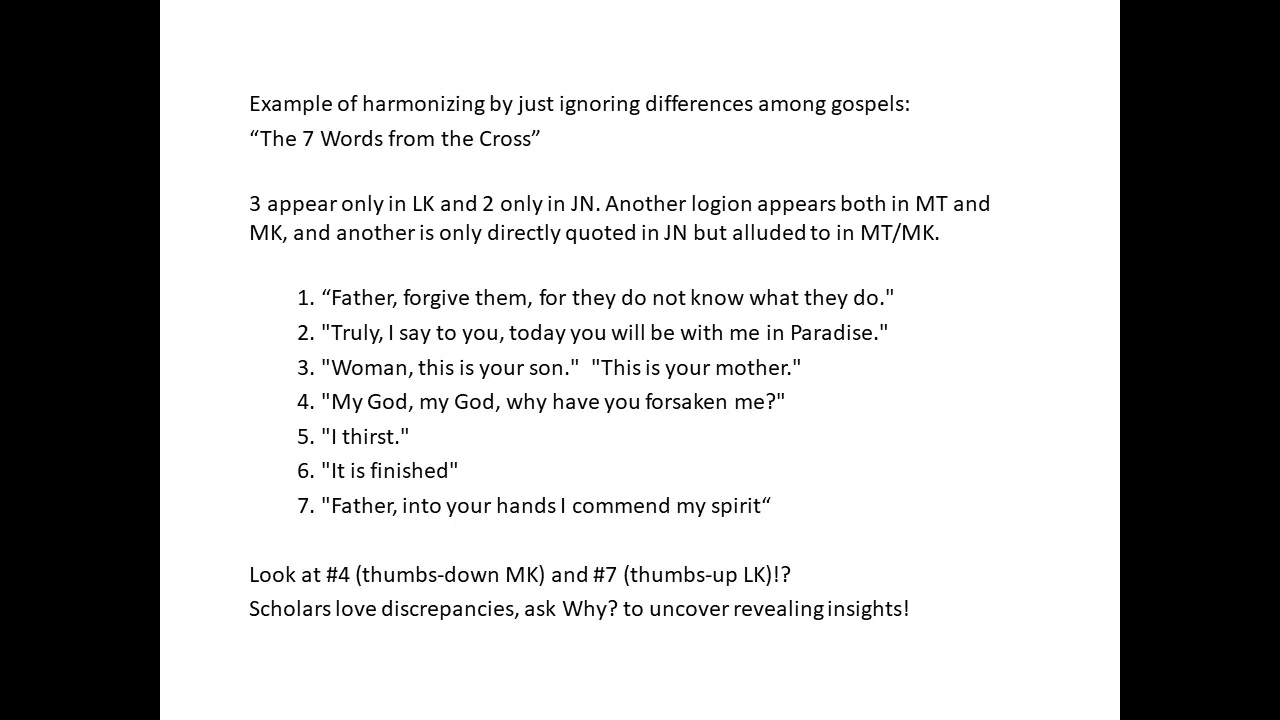 Example of harmonizing by just ignoring differences among gospels:
“The 7 Words from the Cross”
3 appear only in LK and 2 only in JN. Another logion appears both in MT and
MK, and another is only directly quoted in JN but alluded to in MT/MK.
1. “Father, forgive them, for they do not know what they do."
2. "Truly, I say to you, today you will be with me in Paradise."
3. "Woman, this is your son."  "This is your mother."
4. "My God, my God, why have you forsaken me?"
5. "I thirst."
6. "It is finished"
7. "Father, into your hands I commend my spirit“
Look at #4 (thumbs-down MK) and #7 (thumbs-up LK)!?
Scholars love discrepancies, ask Why? to uncover revealing insights!